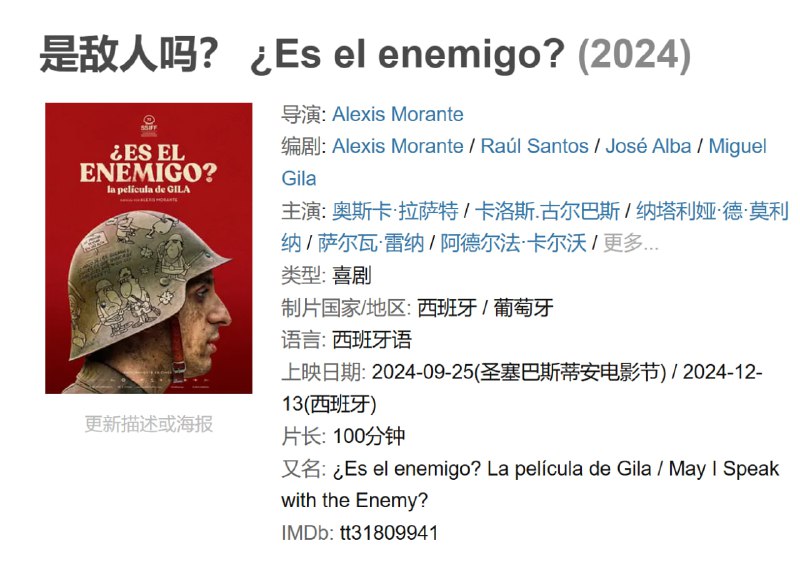 是敌人吗? ¿Es el enemigo? (2024)
SSIFF
¿ES EL
ENEMIGO?
la película de GILA
导演: Alexis Morante
编剧: Alexis Morante / Raúl Santos / José Alba / Miguel
Gila
主演: 奥斯卡·拉萨特 / 卡洛斯.古尔巴斯 / 纳塔利娅·德·莫利
纳 / 萨尔瓦·雷纳 / 阿德尔法·卡尔沃 / 更多...
类型: 喜剧
制片国家/地区: 西班牙 / 葡萄牙
语言: 西班牙语
上映日期: 2024-09-25(圣塞巴斯蒂安电影节) / 2024-12-
13(西班牙)
片长: 100分钟
又名: ¿Es el enemigo? La película de Gila / May I Speak
with the Enemy?
IMDb: tt31809941
更新描述或海报